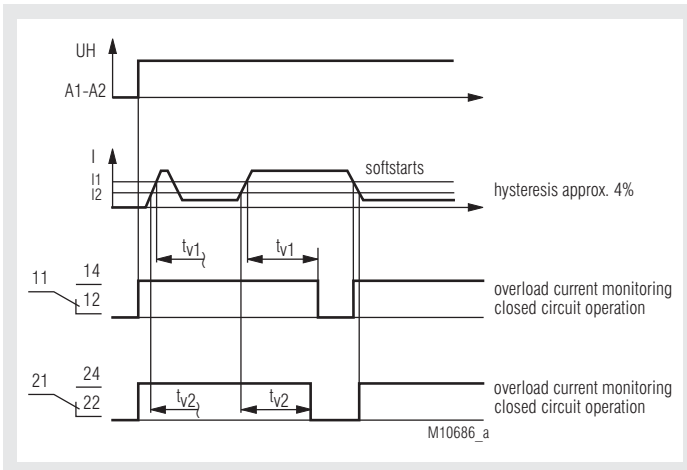 UH
A1-A2
I
I1
I2
softstarts
hysteresis approx. 4%
tv1
tv1
11
14
12
overload current monitoring
closed circuit operation
21
24
22
tv2
tv2
overload current monitoring
closed circuit operation
M10686_a